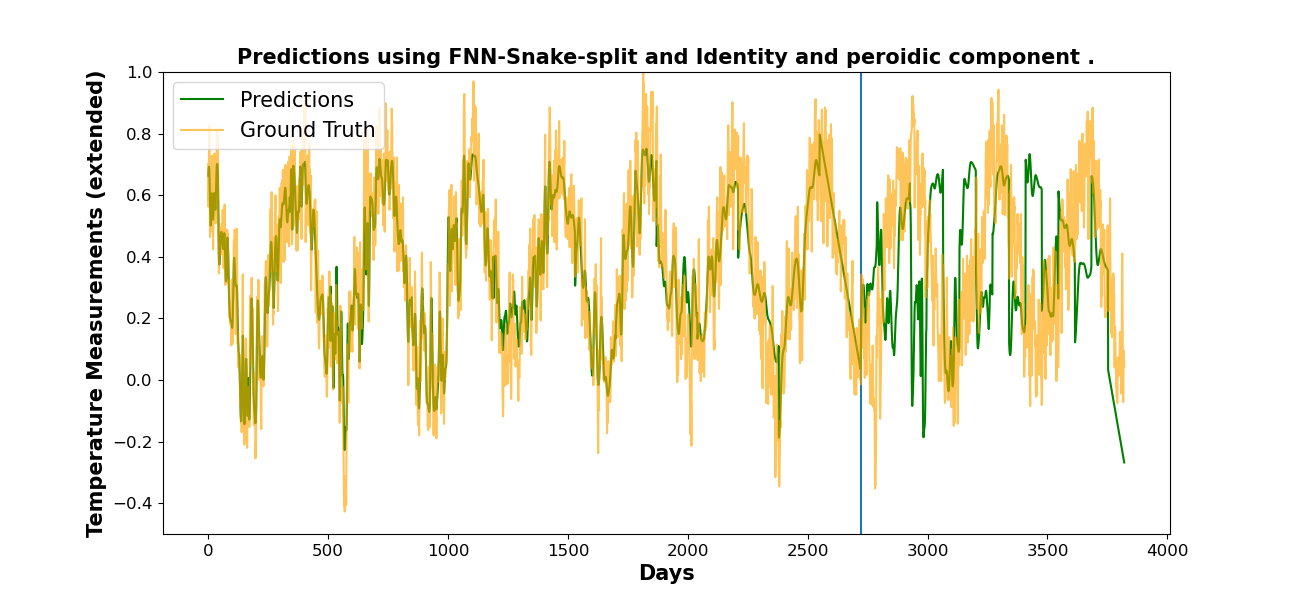 Predictions using FNN-Snake-split and Identity and peroidic component .
Temperature Measurements (extended)
1.0
0.8
0.6
0.4
0.2
0.0
−0.2
−0.4
Predictions
Ground Truth
0 500 1000 1500 2000 2500 3000 3500 4000
Days